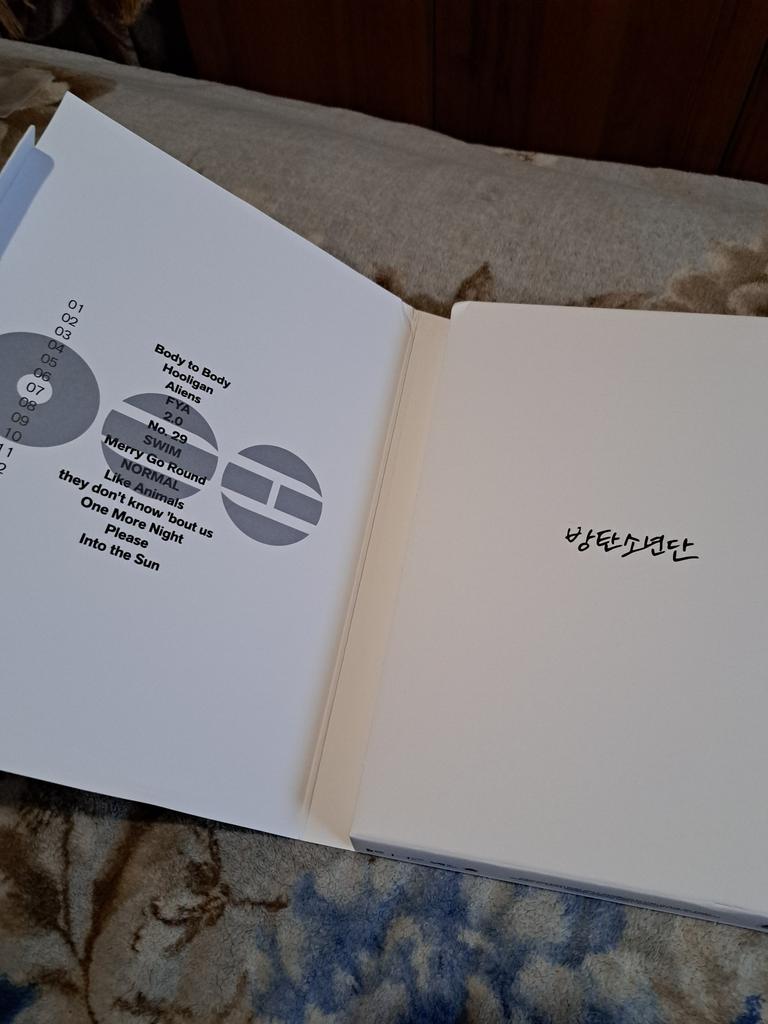 01
02
03
04
05
06
07
08
09
10
11
2
Body to Body
Hooligan
Aliens
FYA
2.0
No. 29
SWIM
Merry Go Round
NORMAL
Like Animals
they don't know 'bout us
One More Night
Please
Into the Sun
방탄소년단